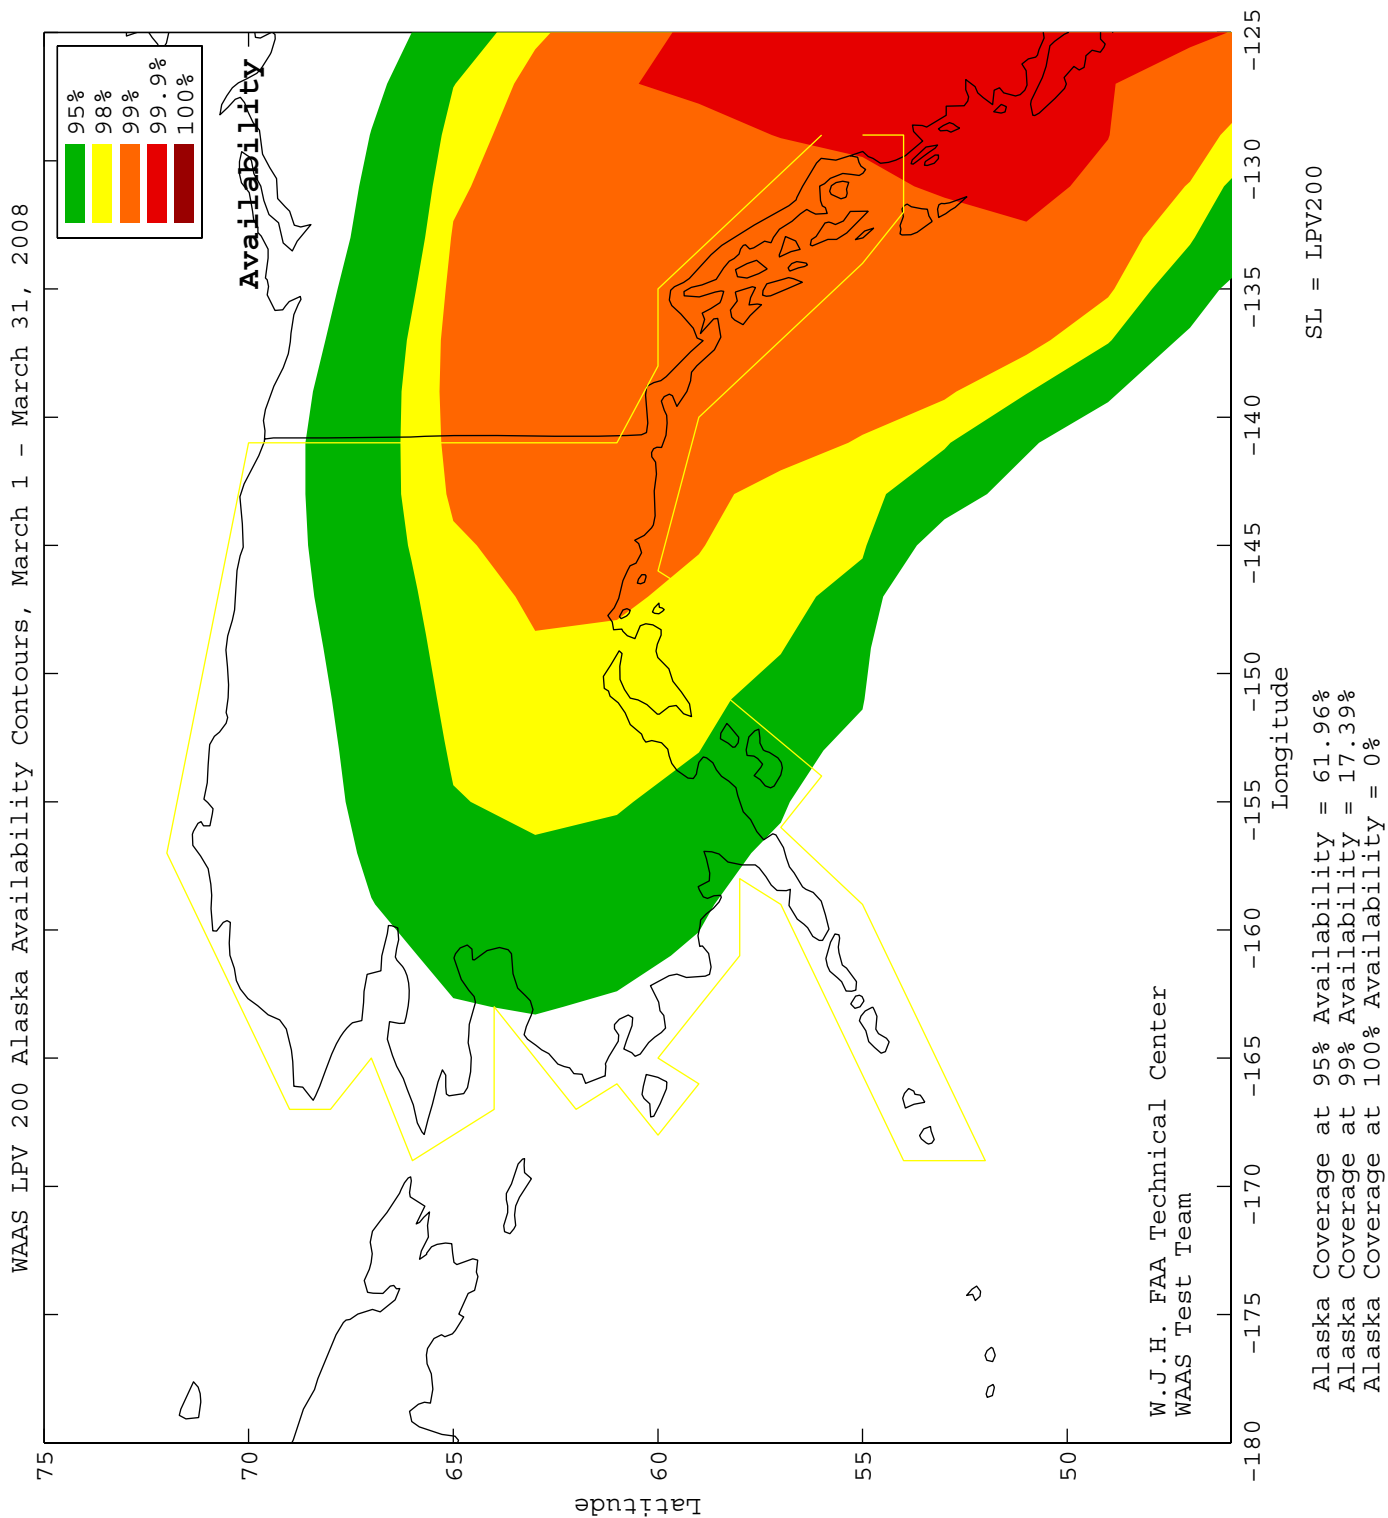 WAAS LPV 200 Alaska Availability Contours, March 1 - March 31, 2008
95%
98%
99%
99.9%
100%
Availability
75
70
65
60
55
50
Latitude
-180
-175
-170
-165
-160
-155
-150
-145
-140
-135
-130
-125
Longitude
W.J.H. FAA Technical Center
WAAS Test Team
SL = LPV200
Alaska Coverage at 95% Availability = 61.96%
Alaska Coverage at 99% Availability = 17.39%
Alaska Coverage at 100% Availability = 0%